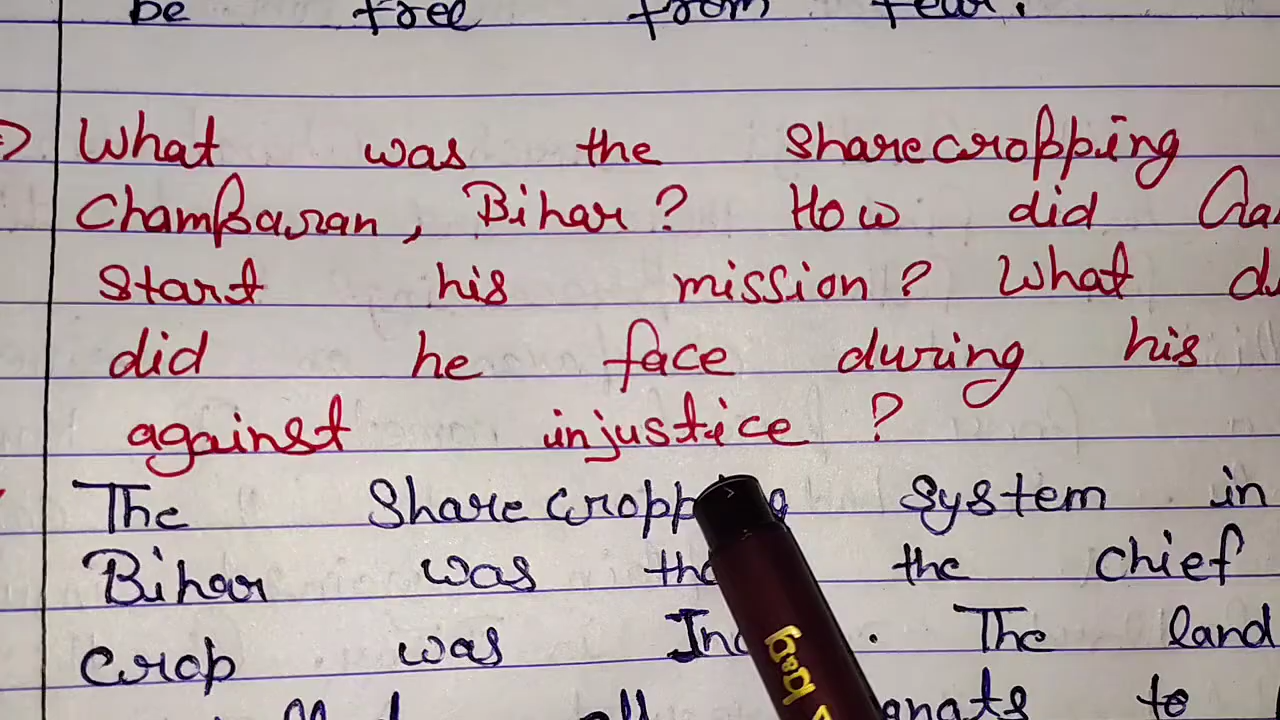 be free from fear.
What was the sharecropping
Champaran, Bihar? How did
start his mission? What
did he face during his
against injustice?
The Sharecropping system in
Bihar was the chief
Crop was . The land
to